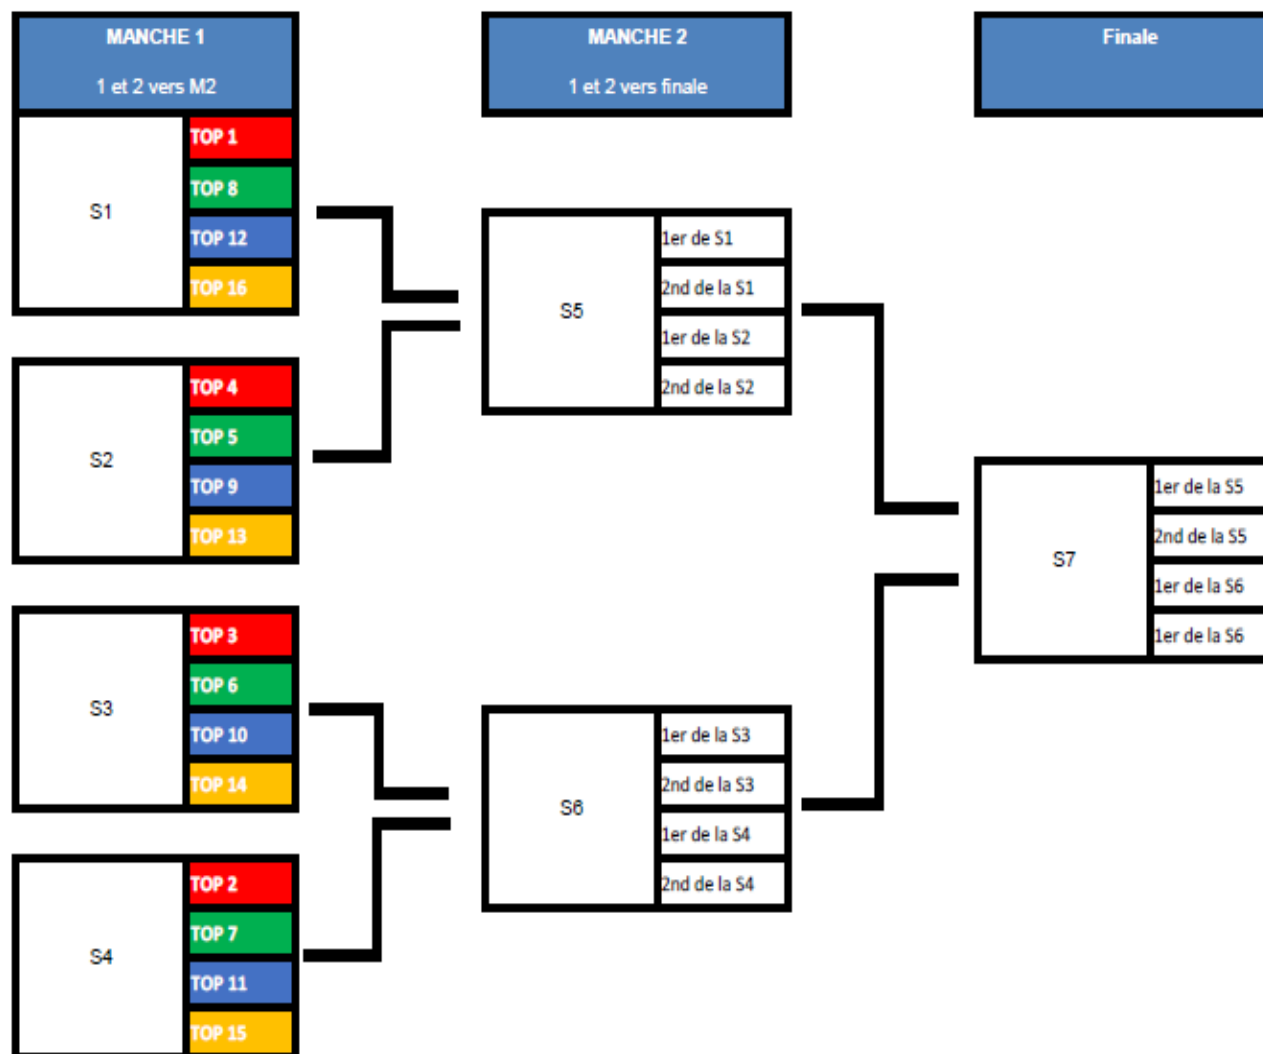 MANCHE 1
1 et 2 vers M2
S1
TOP 1
TOP 8
TOP 12
TOP 16
S2
TOP 4
TOP 5
TOP 9
TOP 13
S3
TOP 3
TOP 6
TOP 10
TOP 14
S4
TOP 2
TOP 7
TOP 11
TOP 15
MANCHE 2
1 et 2 vers finale
S5
1er de S1
2nd de la S1
1er de la S2
2nd de la S2
S6
1er de la S3
2nd de la S3
1er de la S4
2nd de la S4
Finale
S7
1er de la S5
2nd de la S5
1er de la S6
1er de la S6